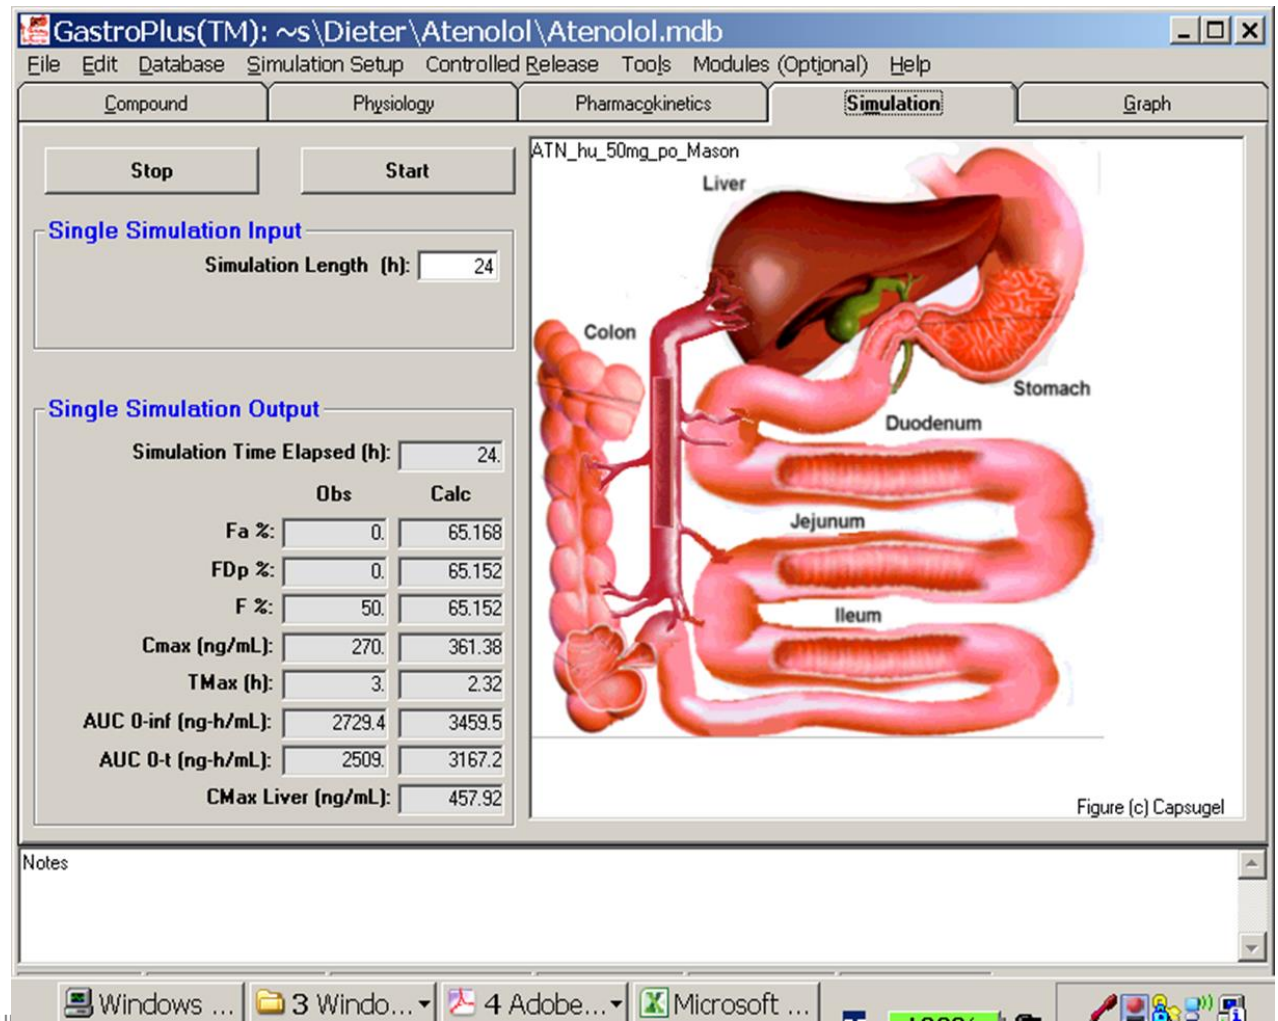 GastroPlus(TM): ~s\Dieter\Atenolol\Atenolol.mdb
File Edit Database Simulation Setup Controlled Release Tools Modules (Optional) Help
Compound Physiology Pharmacokinetics Simulation Graph
Stop Start
ATN_hu_50mg_po_Mason
Liver
Single Simulation Input
Simulation Length (h): 24
Colon
Stomach
Duodenum
Jejunum
Ileum
Single Simulation Output
Simulation Time Elapsed (h): 24.
Obs Calc
Fa %: 0. 65.168
FDp %: 0. 65.152
F %: 50. 65.152
Cmax (ng/mL): 270. 361.38
TMax (h): 3. 2.32
AUC 0-inf (ng-h/mL): 2729.4 3459.5
AUC 0-t (ng-h/mL): 2509. 3167.2
CMax Liver (ng/mL): 457.92
Figure (c) Capsugel
Notes
Windows ... 3 Windo... 4 Adobe... Microsoft ...